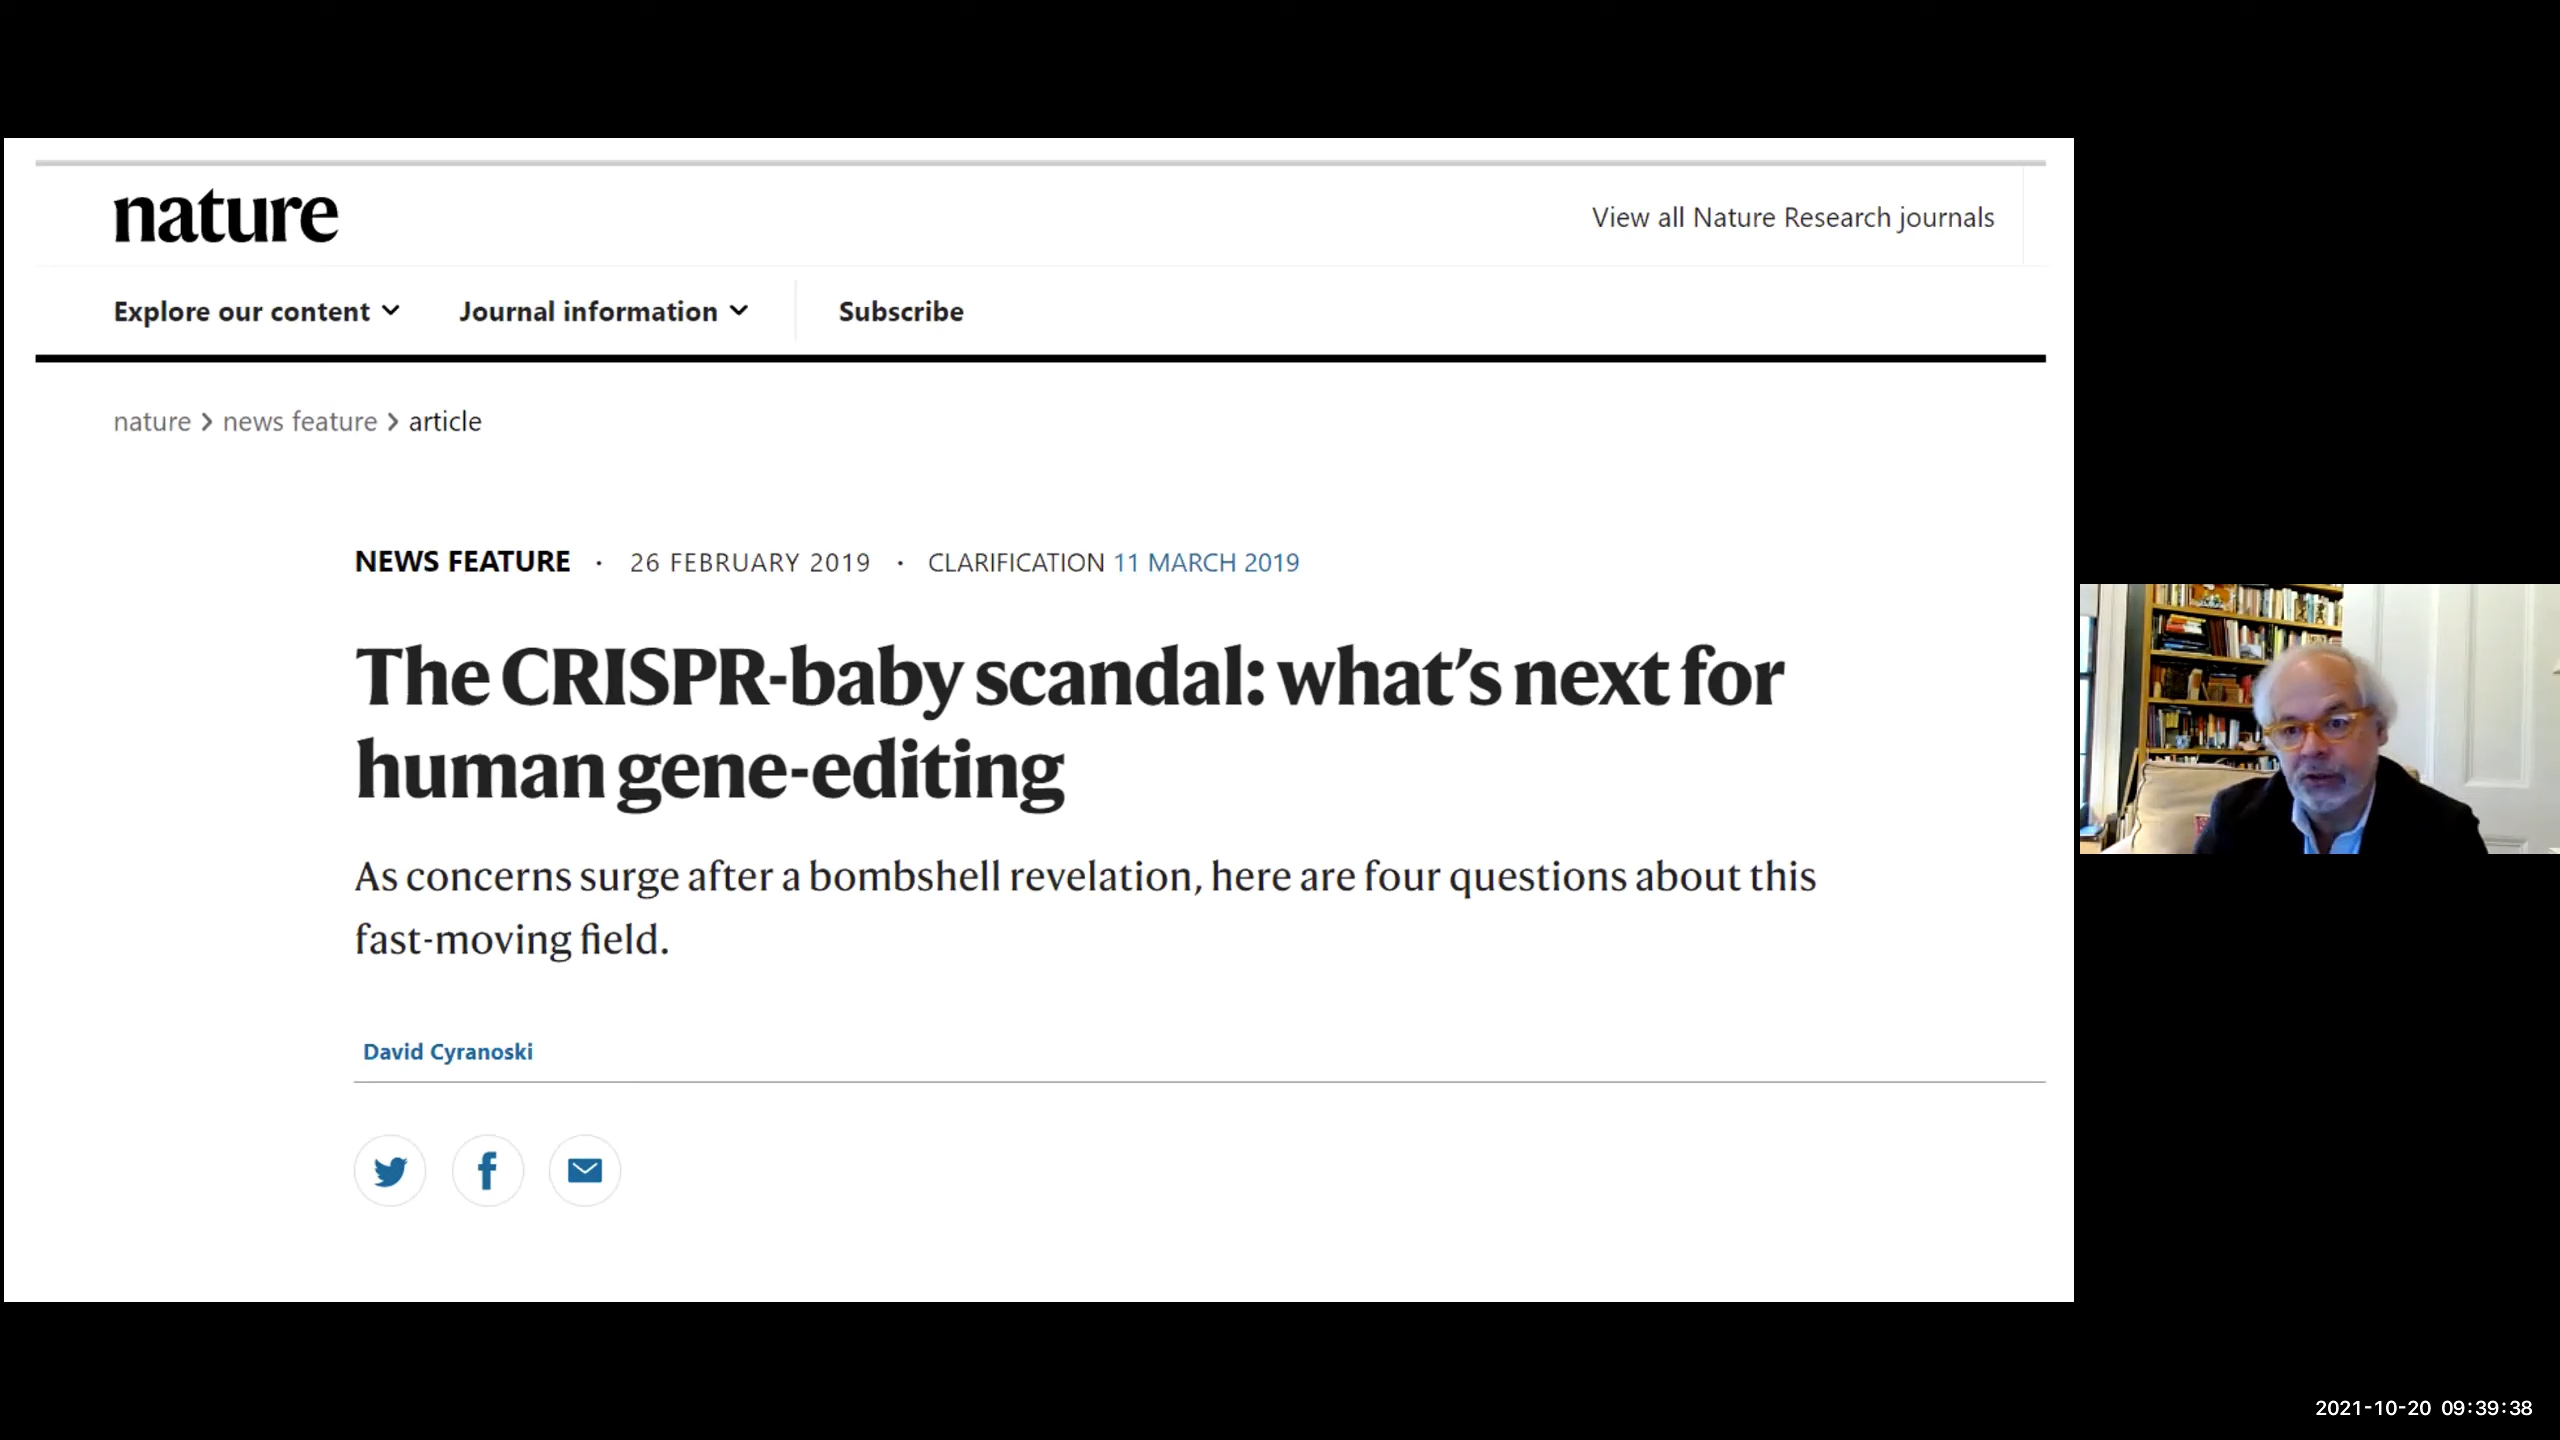 nature
View all Nature Research journals
Explore our content
Journal information
Subscribe
nature > news feature > article
NEWS FEATURE · 26 FEBRUARY 2019 · CLARIFICATION 11 MARCH 2019
The CRISPR-baby scandal: what’s next for
human gene-editing
As concerns surge after a bombshell revelation, here are four questions about this
fast-moving field.
David Cyranoski
2021-10-20 09:39:38